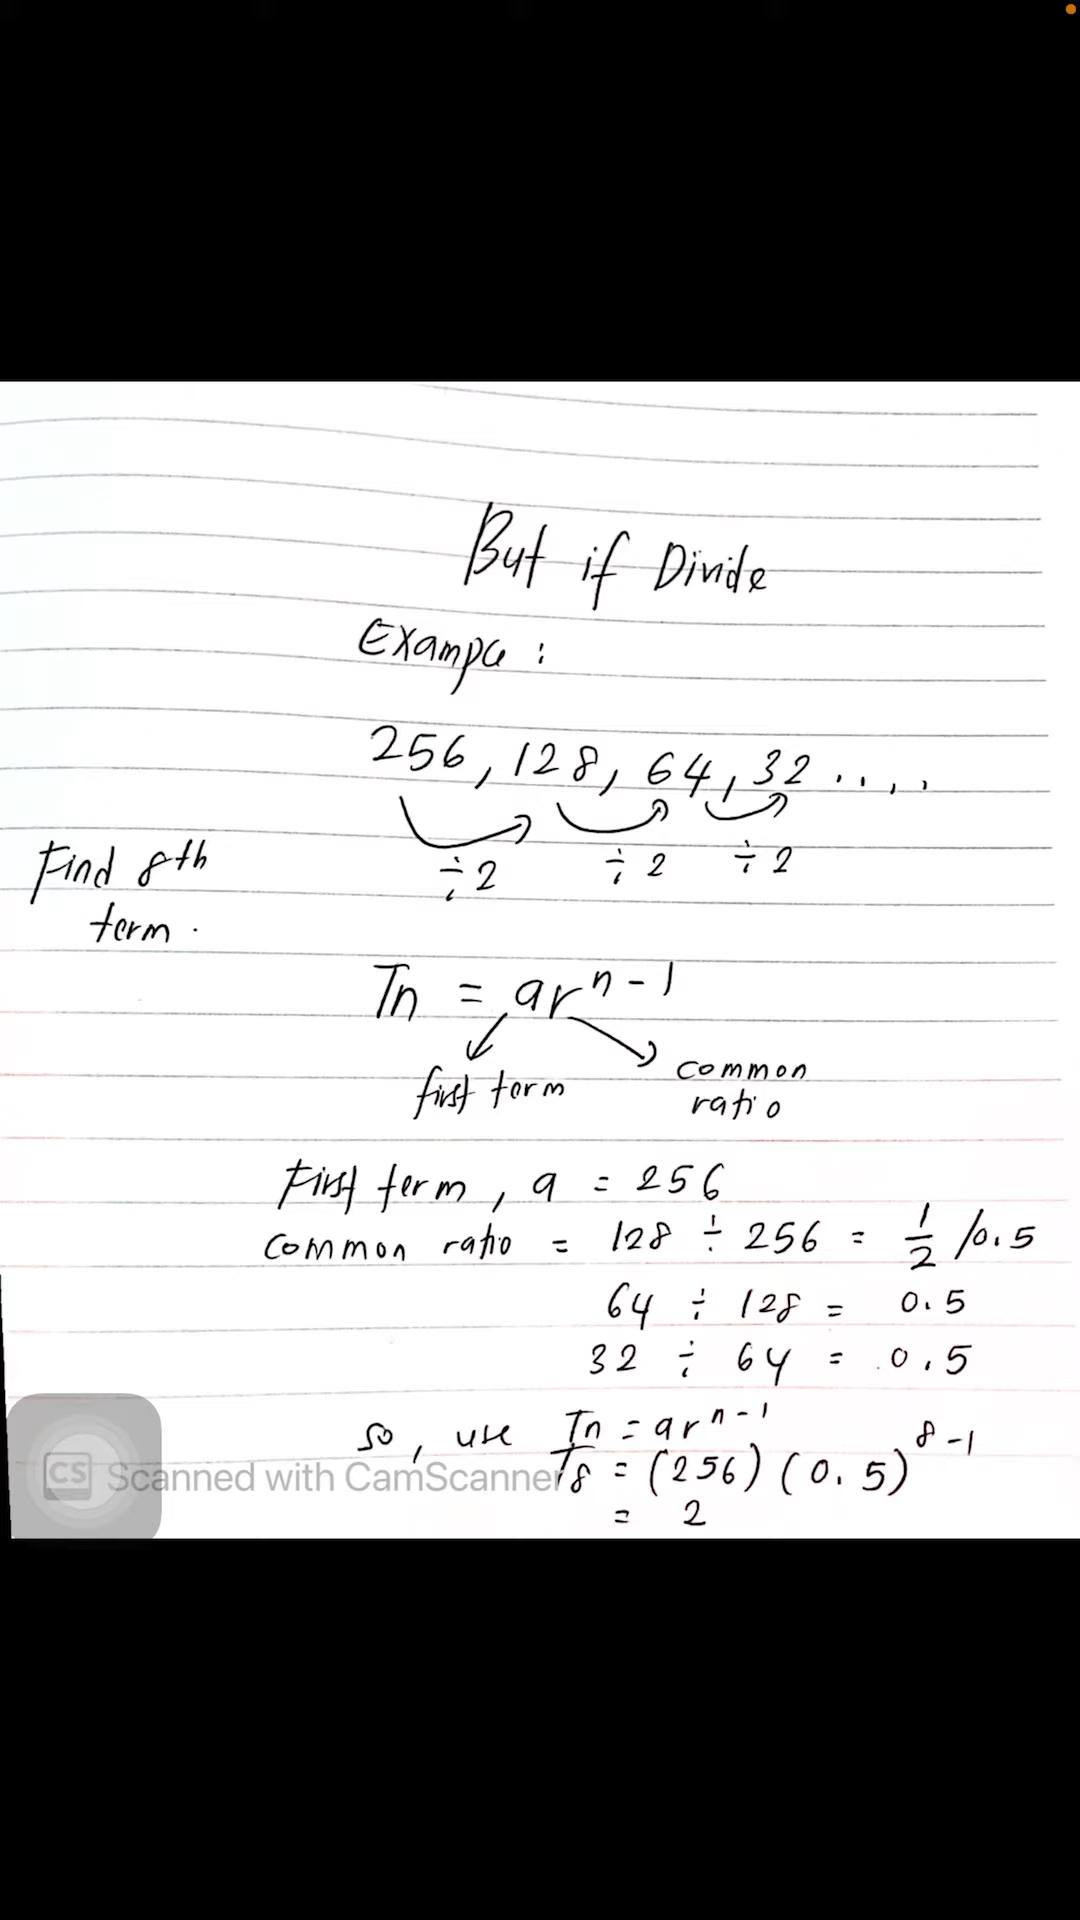 But if Divide
Example :
256, 128, 64, 32 ....
÷2 ÷2 ÷2
Find 8th
term.
Tn = ar^n-1
first term
common
ratio
First term, a = 256
common ratio = 128 ÷ 256 = 1/2 /0.5
64 ÷ 128 = 0.5
32 ÷ 64 = 0.5
so, use Tn = ar^n-1
T8 = (256) (0.5)^8-1
= 2
CS Scanned with CamScanner